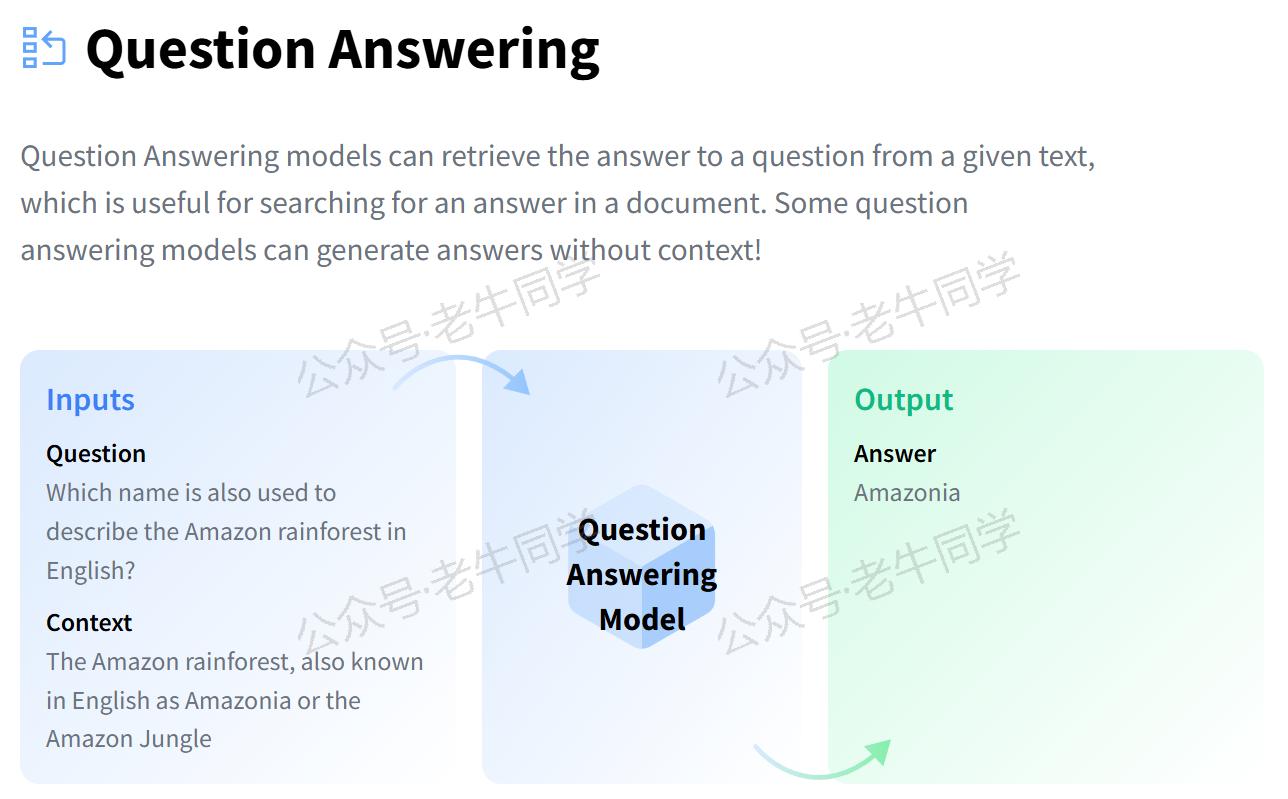 Question Answering
Question Answering models can retrieve the answer to a question from a given text,
which is useful for searching for an answer in a document. Some question
answering models can generate answers without context!
Inputs
Question
Which name is also used to
describe the Amazon rainforest in
English?
Context
The Amazon rainforest, also known
in English as Amazonia or the
Amazon Jungle
Question
Answering
Model
Output
Answer
Amazonia
公众号·老牛同学
公众号·老牛同学
公众号·老牛同学
公众号·老牛同学